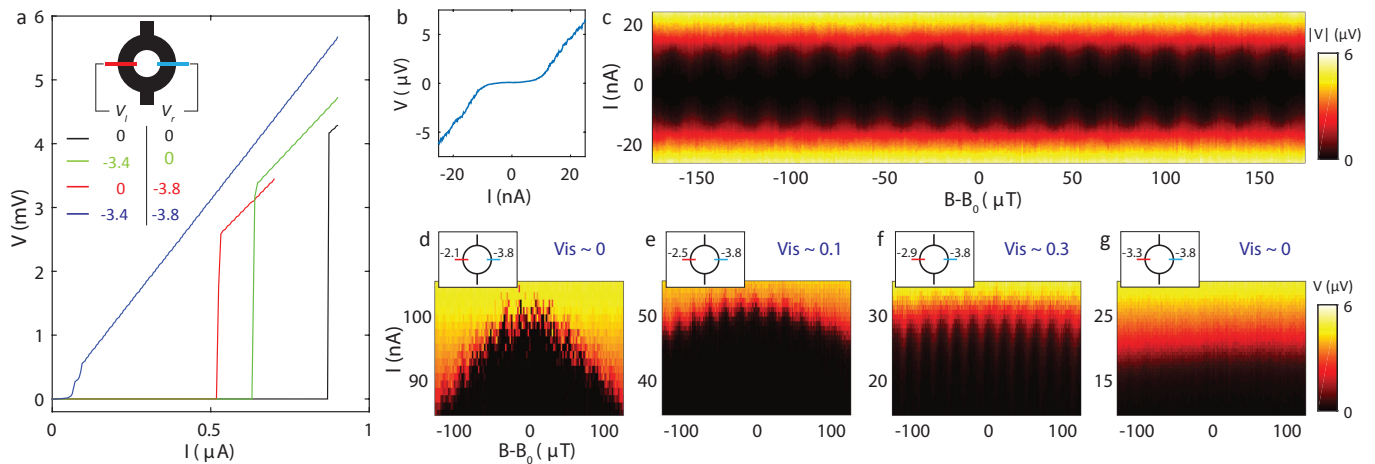 a
6
5
4
3
2
1
0
V (mV)
0
0.5
1
I ( μA)
V_l V_r
0 0
-3.4 0
0 -3.8
-3.4 -3.8
b
5
0
-5
V ( μV)
-20 0 20
I (nA)
c
20
0
-20
I (nA)
-150 -100 -50 0 50 100 150
B-B_0 ( μT)
|V| (μV)
6
0
d
-2.1 -3.8
Vis ~ 0
100
90
I (nA)
-100 0 100
B-B_0 ( μT)
e
-2.5 -3.8
Vis ~ 0.1
50
40
-100 0 100
f
-2.9 -3.8
Vis ~ 0.3
30
20
-100 0 100
g
-3.3 -3.8
Vis ~ 0
25
15
-100 0 100
V (μV)
6
0